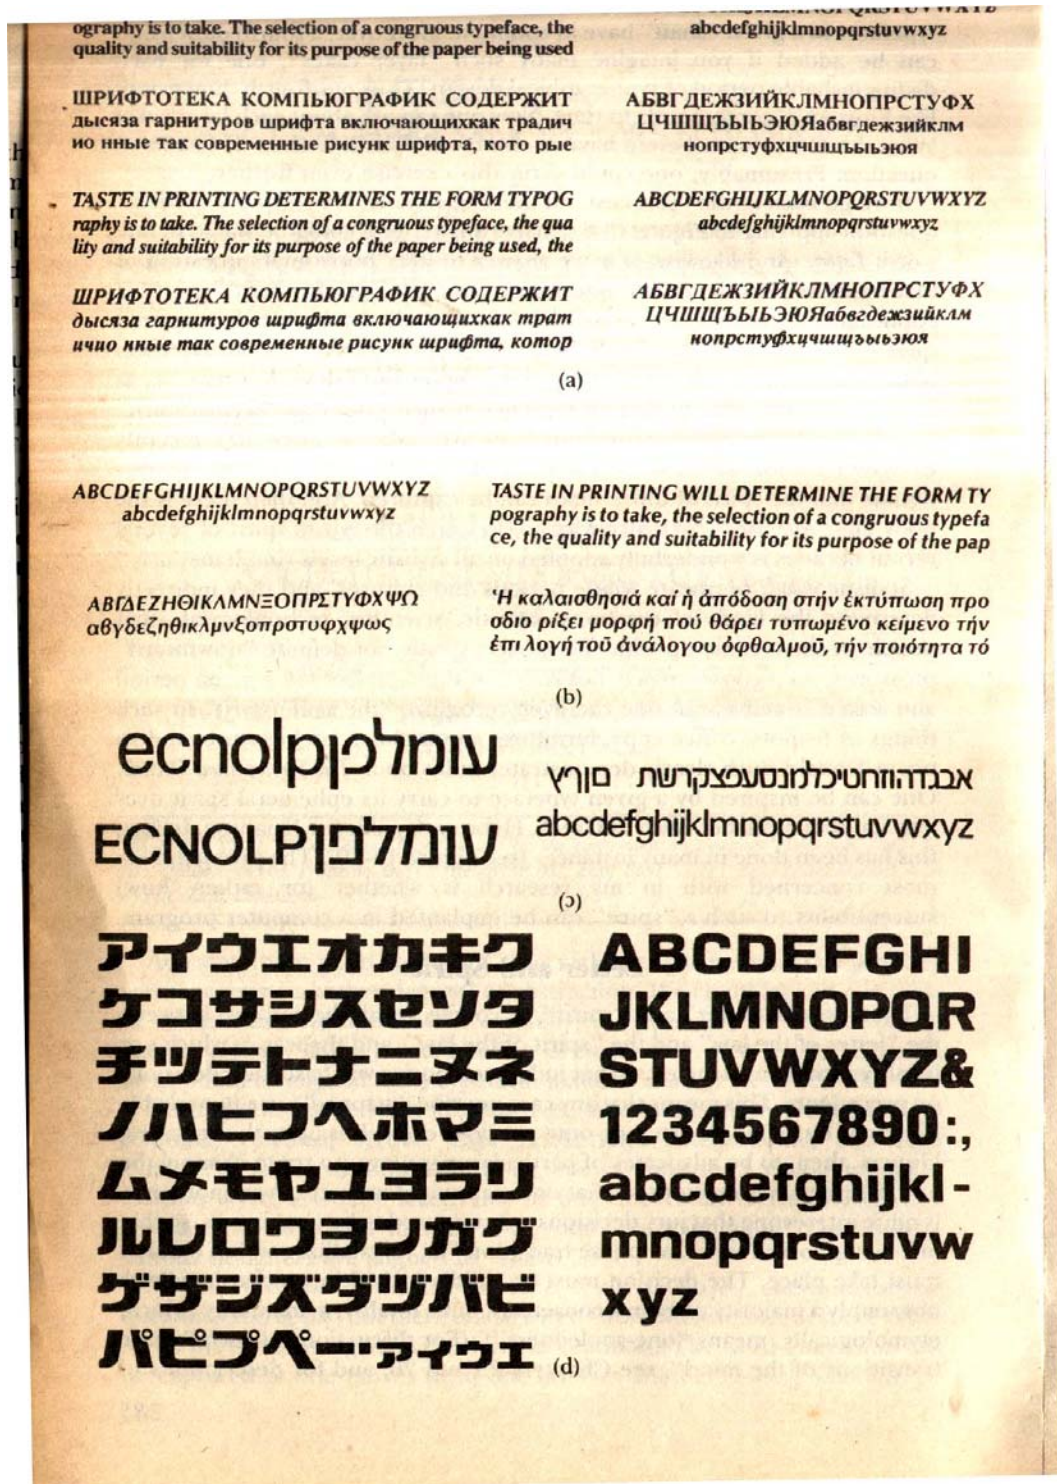 ography is to take. The selection of a congruous typeface, the
quality and suitability for its purpose of the paper being used
abcdefghijklmnopqrstuvwxyz
ШРИФТОТЕКА КОМПЬЮГРАФИК СОДЕРЖИТ
дысяза гарнитуров шрифта включающихкак традич
ио нные так современные рисунк шрифта, кото рые
АБВГДЕЖЗИЙКЛМНОПРСТУФХ
ЦЧШЩЪЫЬЭЮЯабвгдежзийклм
нопрстуфхцчшщъыьэюя
TASTE IN PRINTING DETERMINES THE FORM TYPOG
raphy is to take. The selection of a congruous typeface, the qua
lity and suitability for its purpose of the paper being used, the
ABCDEFGHIJKLMNOPQRSTUVWXYZ
abcdefghijklmnopqrstuvwxyz
ШРИФТОТЕКА КОМПЬЮГРАФИК СОДЕРЖИТ
дысяза гарнитуров шрифта включающихкак трат
ичио нные так современные рисунк шрифта, котор
АБВГДЕЖЗИЙКЛМНОПРСТУФХ
ЦЧШЩЪЫЬЭЮЯабвгдежзийклм
нопрстуфхцчшщъыьэюя
(a)
ABCDEFGHIJKLMNOPQRSTUVWXYZ
abcdefghijklmnopqrstuvwxyz
TASTE IN PRINTING WILL DETERMINE THE FORM TY
pography is to take, the selection of a congruous typefa
ce, the quality and suitability for its purpose of the pap
ΑΒΓΔΕΖΗΘΙΚΛΜΝΞΟΠΡΣΤΥΦΧΨΩ
αβγδεζηθικλμνξοπρστυφχψως
Ἡ καλαισθησιά καί ἡ ἀπόδοση στήν ἐκτύπωση προ
σδιο ρίξει μορφή πού θάρει τυπωμένο κείμενο τήν
ἐπι λογή τοῦ ἀνάλογου ὀφθαλμοῦ, τήν ποιότητα τό
(b)
ecnolpעומלפן
ECNOLPעומלפן
אבגדהוזחטיכלמנסעפצקרשת םןףץ
abcdefghijklmnopqrstuvwxyz
(ɔ)
アイウエオカキク
ケコサシスセソタ
チツテトナニヌネ
ノハヒフヘホマミ
ムメモヤユヨラリ
ルレロワヲンガグ
ゲザジズダヅバビ
パピプペー"アイウエ
ABCDEFGHI
JKLMNOPQR
STUVWXYZ&
1234567890:,
abcdefghijkl-
mnopqrstuvw
xyz
(d)